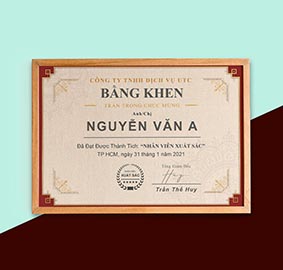 CÔNG TY TNHH DỊCH VỤ UTC
BẰNG KHEN
TRÂN TRỌNG CHÚC MỪNG
Anh/Chị
NGUYỄN VĂN A
Đã Đạt Được Thành Tích: "NHÂN VIÊN XUẤT SẮC"
TP HCM, ngày 31 tháng 1 năm 2021
Tổng Giám Đốc
XUẤT SẮC
Huy
Trần Thế Huy